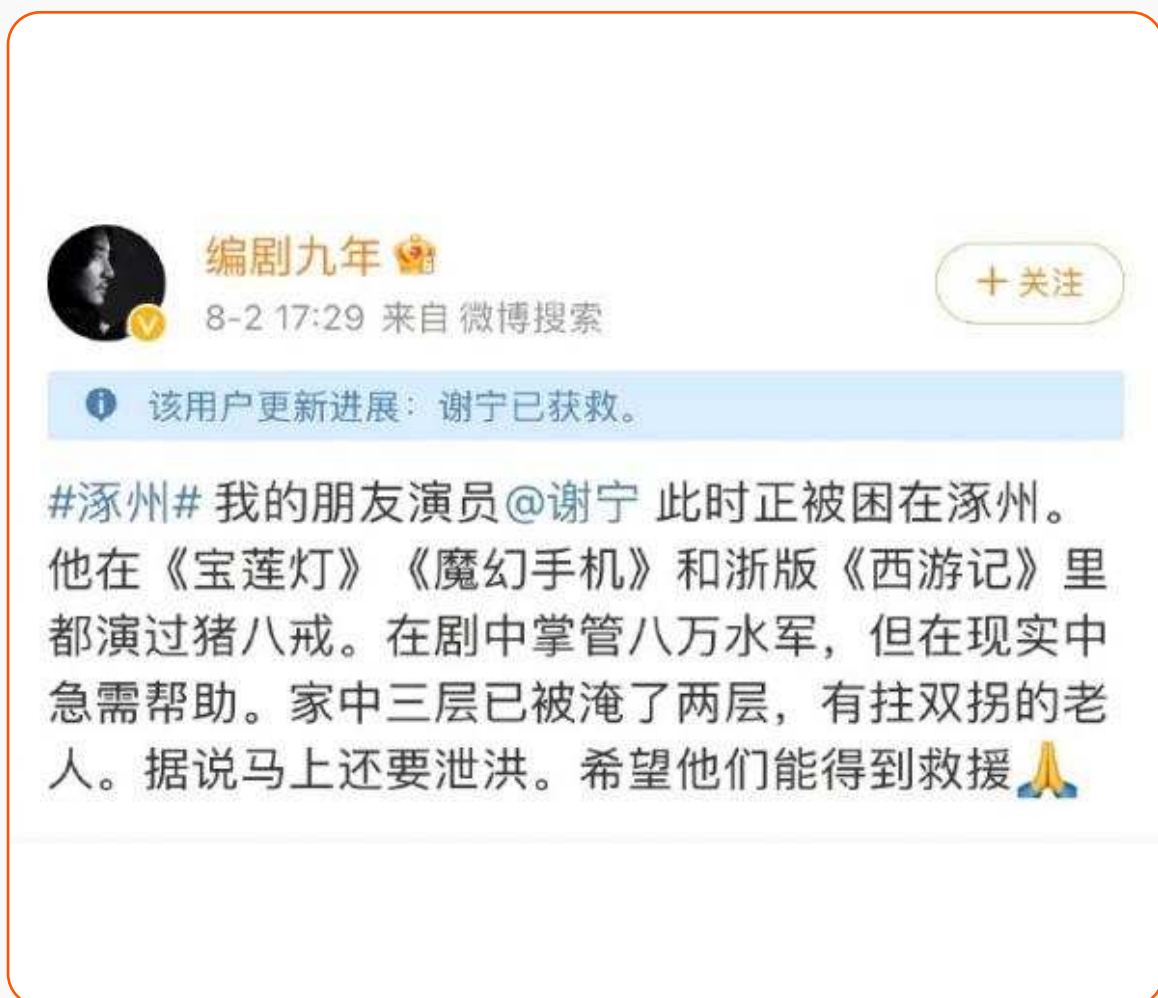 编剧九年
+关注
8-2 17:29 来自 微博搜索
该用户更新进展：谢宁已获救。
#涿州# 我的朋友演员@谢宁 此时正被困在涿州。
他在《宝莲灯》《魔幻手机》和浙版《西游记》里
都演过猪八戒。在剧中掌管八万水军，但在现实中
急需帮助。家中三层已被淹了两层，有拄双拐的老
人。据说马上还要泄洪。希望他们能得到救援🙏